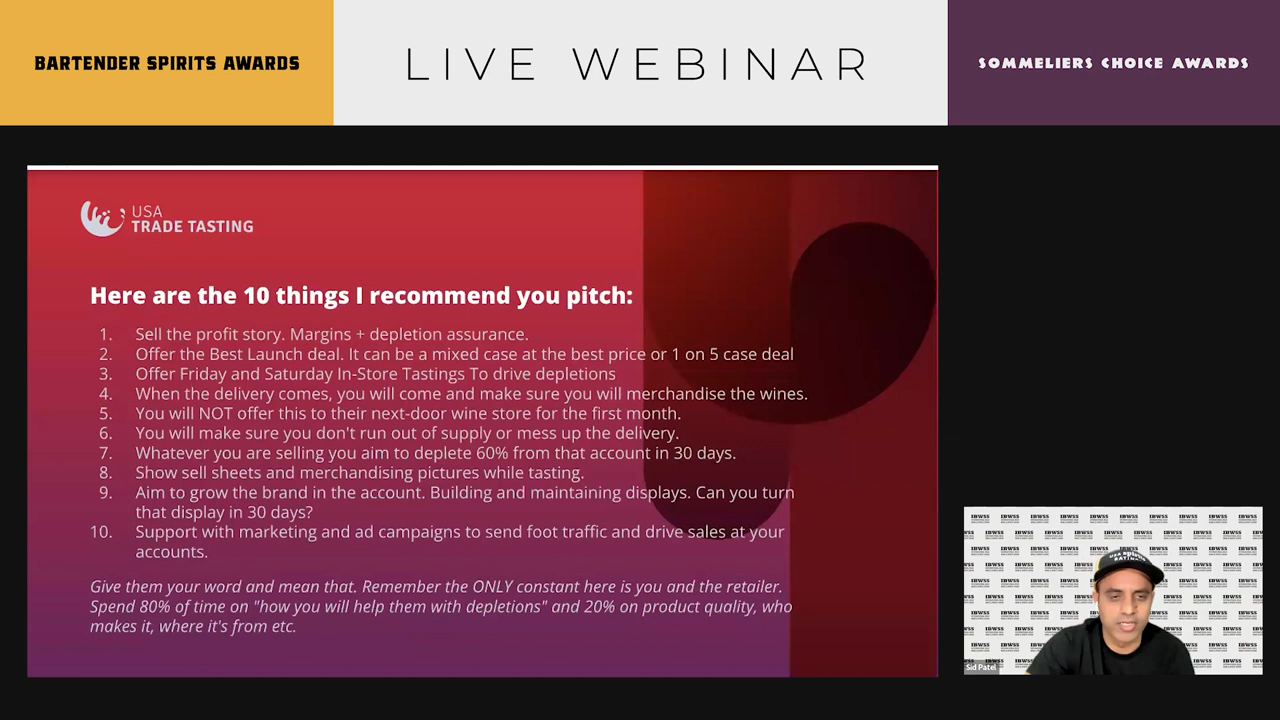 BARTENDER SPIRITS AWARDS
LIVE WEBINAR
SOMMELIERS CHOICE AWARDS
USA
TRADE TASTING
Here are the 10 things I recommend you pitch:
1. Sell the profit story. Margins + depletion assurance.
2. Offer the Best Launch deal. It can be a mixed case at the best price or 1 on 5 case deal
3. Offer Friday and Saturday In-Store Tastings To drive depletions
4. When the delivery comes, you will come and make sure you will merchandise the wines.
5. You will NOT offer this to their next-door wine store for the first month.
6. You will make sure you don't run out of supply or mess up the delivery.
7. Whatever you are selling you aim to deplete 60% from that account in 30 days.
8. Show sell sheets and merchandising pictures while tasting.
9. Aim to grow the brand in the account. Building and maintaining displays. Can you turn
that display in 30 days?
10. Support with marketing and ad campaigns to send foot traffic and drive sales at your
accounts.
Give them your word and mean that. Remember the ONLY constant here is you and the retailer.
Spend 80% of time on "how you will help them with depletions" and 20% on product quality, who
makes it, where it's from etc.
IBWSS
Sid Patel